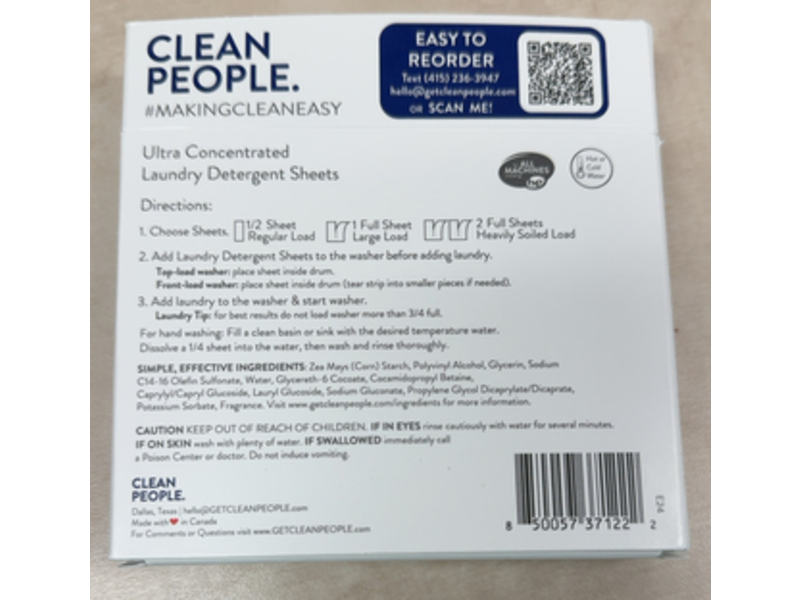 CLEAN
PEOPLE.
#MAKINGCLEANEASY
EASY TO
REORDER
Text (415) 236-3947
hello@getcleanpeople.com
OR SCAN ME!
Ultra Concentrated
Laundry Detergent Sheets
ALL
MACHINES
he
Hot or
Cold
Water
Directions:
1. Choose Sheets. 1/2 Sheet Regular Load 1 Full Sheet Large Load 2 Full Sheets Heavily Soiled Load
2. Add Laundry Detergent Sheets to the washer before adding laundry.
Top-load washer: place sheet inside drum.
Front-load washer: place sheet inside drum (tear strip into smaller pieces if needed).
3. Add laundry to the washer & start washer.
Laundry Tip: for best results do not load washer more than 3/4 full.
For hand washing: Fill a clean basin or sink with the desired temperature water.
Dissolve a 1/4 sheet into the water, then wash and rinse thoroughly.
SIMPLE, EFFECTIVE INGREDIENTS: Zea Mays (Corn) Starch, Polyvinyl Alcohol, Glycerin, Sodium
C14-16 Olefin Sulfonate, Water, Glycerath-6 Cocoate, Cocamidopropyl Betaine,
Caprylyl/Capryl Glucoside, Lauryl Glucoside, Sodium Gluconate, Propylene Glycol Dicaprylate/Dicaprate,
Potassium Sorbate, Fragrance. Visit www.getcleanpeople.com/ingredients for more information.
CAUTION KEEP OUT OF REACH OF CHILDREN. IF IN EYES rinse cautiously with water for several minutes.
IF ON SKIN wash with plenty of water. IF SWALLOWED immediately call
a Poison Center or doctor. Do not induce vomiting.
CLEAN
PEOPLE.
Dallas, Texas | hello@GETCLEANPEOPLE.com
Made with ❤ in Canada
For Comments or Questions visit www.GETCLEANPEOPLE.com
8 50057 37122 2
E24